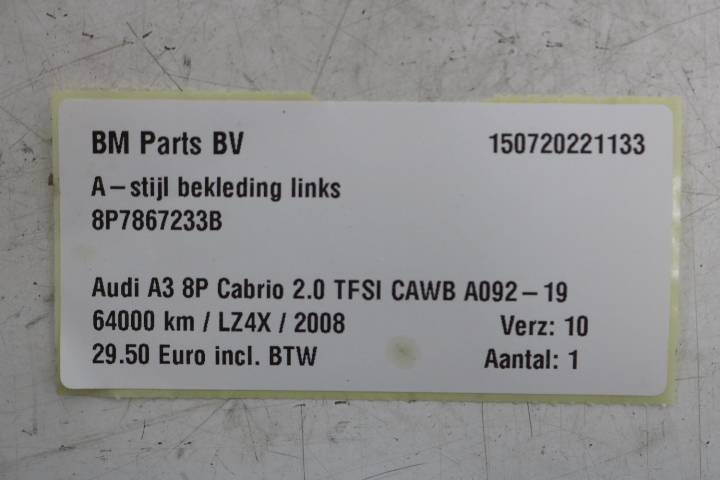 BM Parts BV 150720221133
A-stijl bekleding links
8P7867233B
Audi A3 8P Cabrio 2.0 TFSI CAWB A092-19
64000 km / LZ4X / 2008 Verz: 10
29.50 Euro incl. BTW Aantal: 1